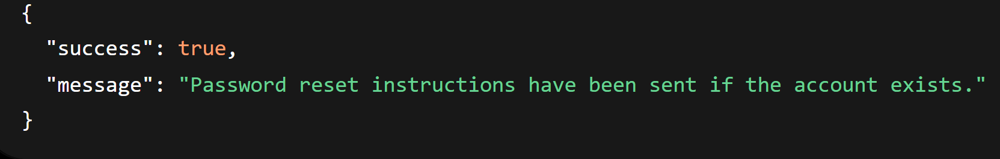 {
"success": true,
"message": "Password reset instructions have been sent if the account exists."
}